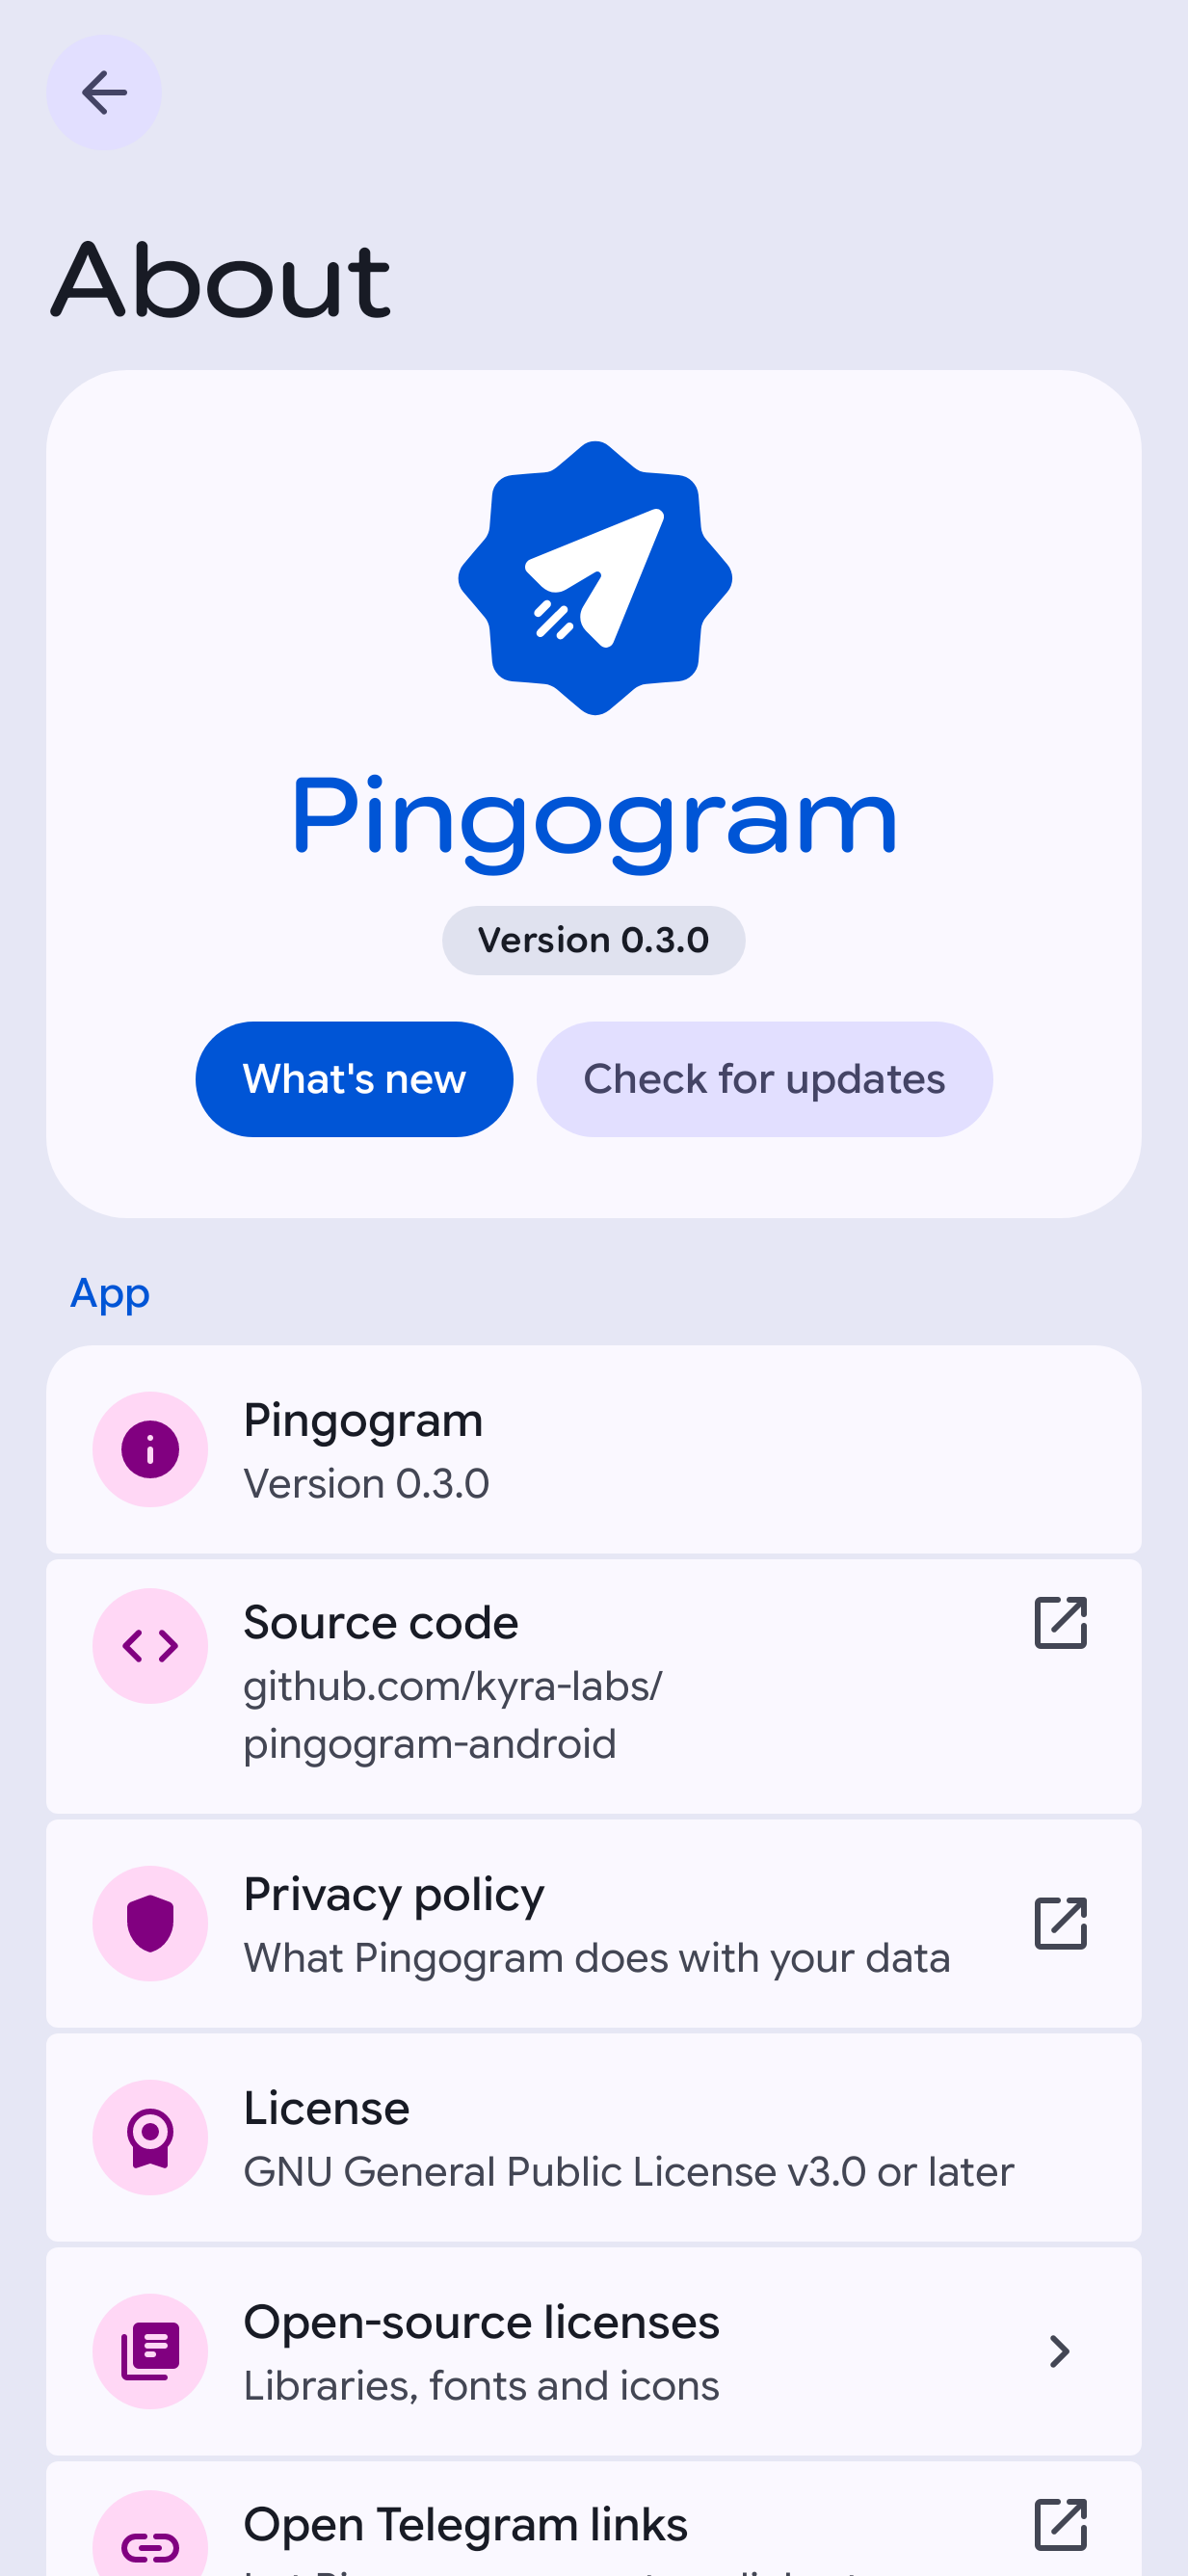 About
Pingogram
Version 0.3.0
What's new
Check for updates
App
Pingogram
Version 0.3.0
Source code
github.com/kyra-labs/
pingogram-android
Privacy policy
What Pingogram does with your data
License
GNU General Public License v3.0 or later
Open-source licenses
Libraries, fonts and icons
Open Telegram links